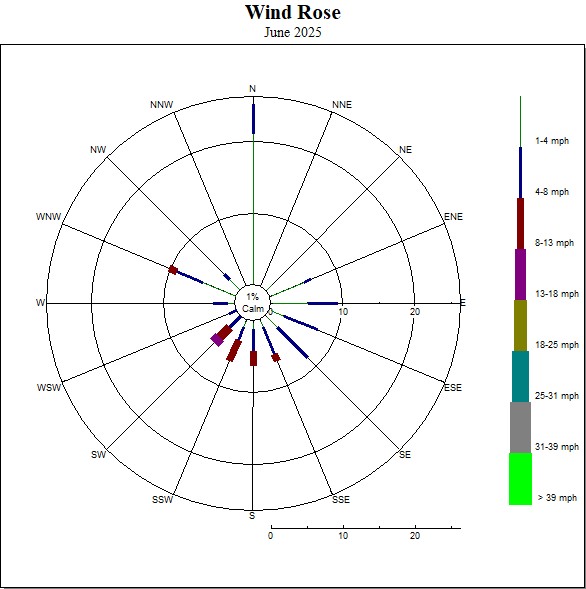 Wind Rose
June 2025
N
NNW
NNE
NW
NE
1-4 mph
4-8 mph
WNW
ENE
8-13 mph
1%
Calm
13-18 mph
W
E
0
10
20
18-25 mph
WSW
ESE
25-31 mph
SW
SE
31-39 mph
SSW
SSE
> 39 mph
S
0 10 20